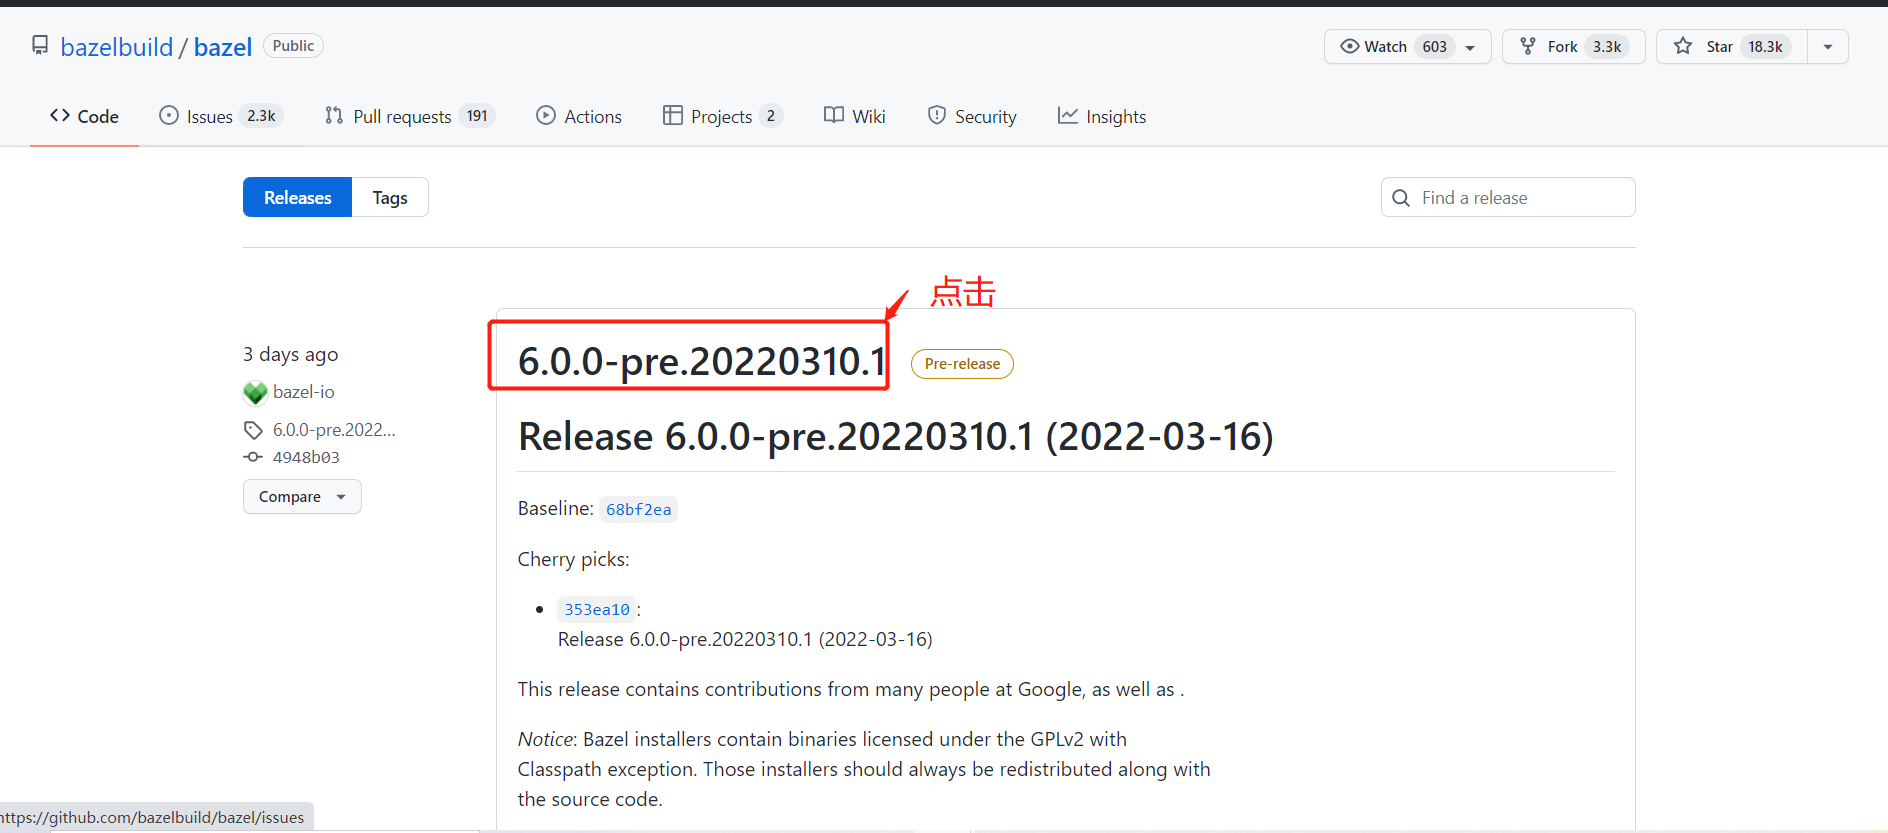 bazelbuild / bazel Public
Watch 603 Fork 3.3k Star 18.3k
Code Issues 2.3k Pull requests 191 Actions Projects 2 Wiki Security Insights
Releases Tags
Find a release
点击
3 days ago
bazel-io
6.0.0-pre.2022...
4948b03
Compare
6.0.0-pre.20220310.1 Pre-release
Release 6.0.0-pre.20220310.1 (2022-03-16)
Baseline: 68bf2ea
Cherry picks:
353ea10:
Release 6.0.0-pre.20220310.1 (2022-03-16)
This release contains contributions from many people at Google, as well as .
Notice: Bazel installers contain binaries licensed under the GPLv2 with
Classpath exception. Those installers should always be redistributed along with
the source code.
https://github.com/bazelbuild/bazel/issues